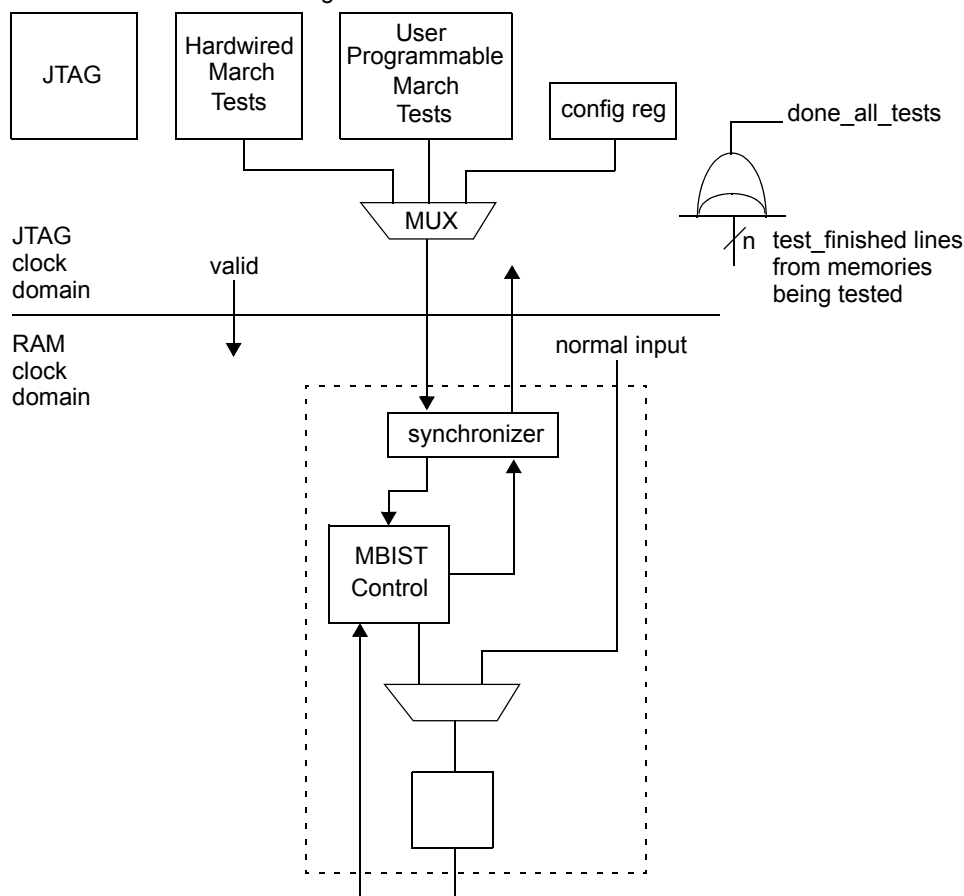 JTAG
Hardwired
March
Tests
User
Programmable
March
Tests
config reg
done_all_tests
MUX
n
test_finished lines
from memories
being tested
JTAG
clock
domain
valid
RAM
clock
domain
normal input
synchronizer
MBIST
Control